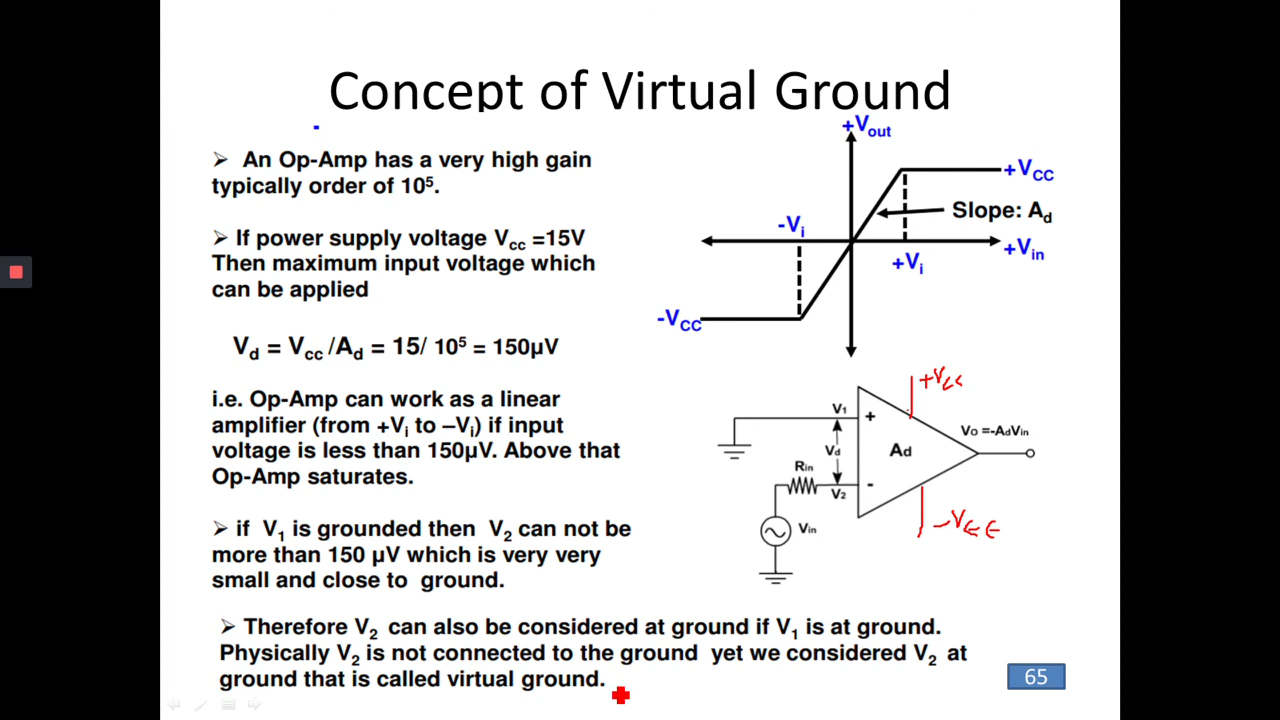 Concept of Virtual Ground
➢ An Op-Amp has a very high gain
typically order of 10⁵.
➢ If power supply voltage Vcc =15V
Then maximum input voltage which
can be applied
Vd = Vcc /Ad = 15/ 10⁵ = 150µV
i.e. Op-Amp can work as a linear
amplifier (from +Vi to –Vi) if input
voltage is less than 150µV. Above that
Op-Amp saturates.
➢ if V1 is grounded then V2 can not be
more than 150 µV which is very very
small and close to ground.
➢ Therefore V2 can also be considered at ground if V1 is at ground.
Physically V2 is not connected to the ground yet we considered V2 at
ground that is called virtual ground.
+Vout
+VCC
Slope: Ad
-Vi
+Vin
+Vi
-VCC
+Vcc
V1
+
Vo =-AdVin
Vd
Ad
Rin
V2
-
Vin
-VEE
65